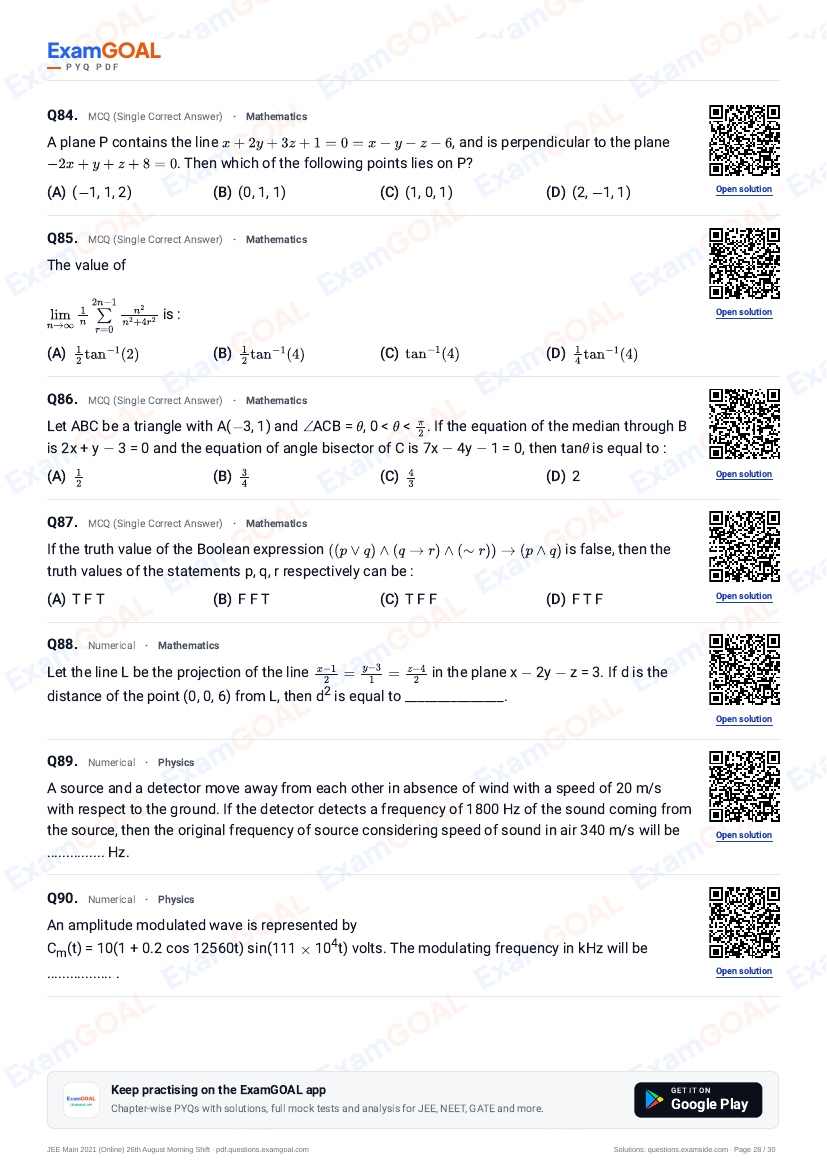 ExamGOAL
PYQ PDF
Q84. MCQ (Single Correct Answer) · Mathematics
A plane P contains the line x + 2y + 3z + 1 = 0 = x − y − z − 6, and is perpendicular to the plane
−2x + y + z + 8 = 0. Then which of the following points lies on P?
(A) (−1, 1, 2) (B) (0, 1, 1) (C) (1, 0, 1) (D) (2, −1, 1)
Open solution
Q85. MCQ (Single Correct Answer) · Mathematics
The value of
lim n→∞ 1/n ∑ r=0 2n−1 n²/(n²+4r²) is :
(A) 1/2 tan⁻¹(2) (B) 1/2 tan⁻¹(4) (C) tan⁻¹(4) (D) 1/4 tan⁻¹(4)
Open solution
Q86. MCQ (Single Correct Answer) · Mathematics
Let ABC be a triangle with A(−3, 1) and ∠ACB = θ, 0 < θ < π/2. If the equation of the median through B
is 2x + y − 3 = 0 and the equation of angle bisector of C is 7x − 4y − 1 = 0, then tanθ is equal to :
(A) 1/2 (B) 3/4 (C) 4/3 (D) 2
Open solution
Q87. MCQ (Single Correct Answer) · Mathematics
If the truth value of the Boolean expression ((p ∨ q) ∧ (q → r) ∧ (∼ r)) → (p ∧ q) is false, then the
truth values of the statements p, q, r respectively can be :
(A) T F T (B) F F T (C) T F F (D) F T F
Open solution
Q88. Numerical · Mathematics
Let the line L be the projection of the line (x−1)/2 = (y−3)/1 = (z−4)/2 in the plane x − 2y − z = 3. If d is the
distance of the point (0, 0, 6) from L, then d² is equal to _______________.
Open solution
Q89. Numerical · Physics
A source and a detector move away from each other in absence of wind with a speed of 20 m/s
with respect to the ground. If the detector detects a frequency of 1800 Hz of the sound coming from
the source, then the original frequency of source considering speed of sound in air 340 m/s will be
............... Hz.
Open solution
Q90. Numerical · Physics
An amplitude modulated wave is represented by
Cₘ(t) = 10(1 + 0.2 cos 12560t) sin(111 × 10⁴t) volts. The modulating frequency in kHz will be
................. .
Open solution
ExamGOAL
Keep practising on the ExamGOAL app
Chapter-wise PYQs with solutions, full mock tests and analysis for JEE, NEET, GATE and more.
GET IT ON
Google Play
JEE Main 2021 (Online) 26th August Morning Shift · pdf.questions.examgoal.com
Solutions: questions.examside.com · Page 28 / 30